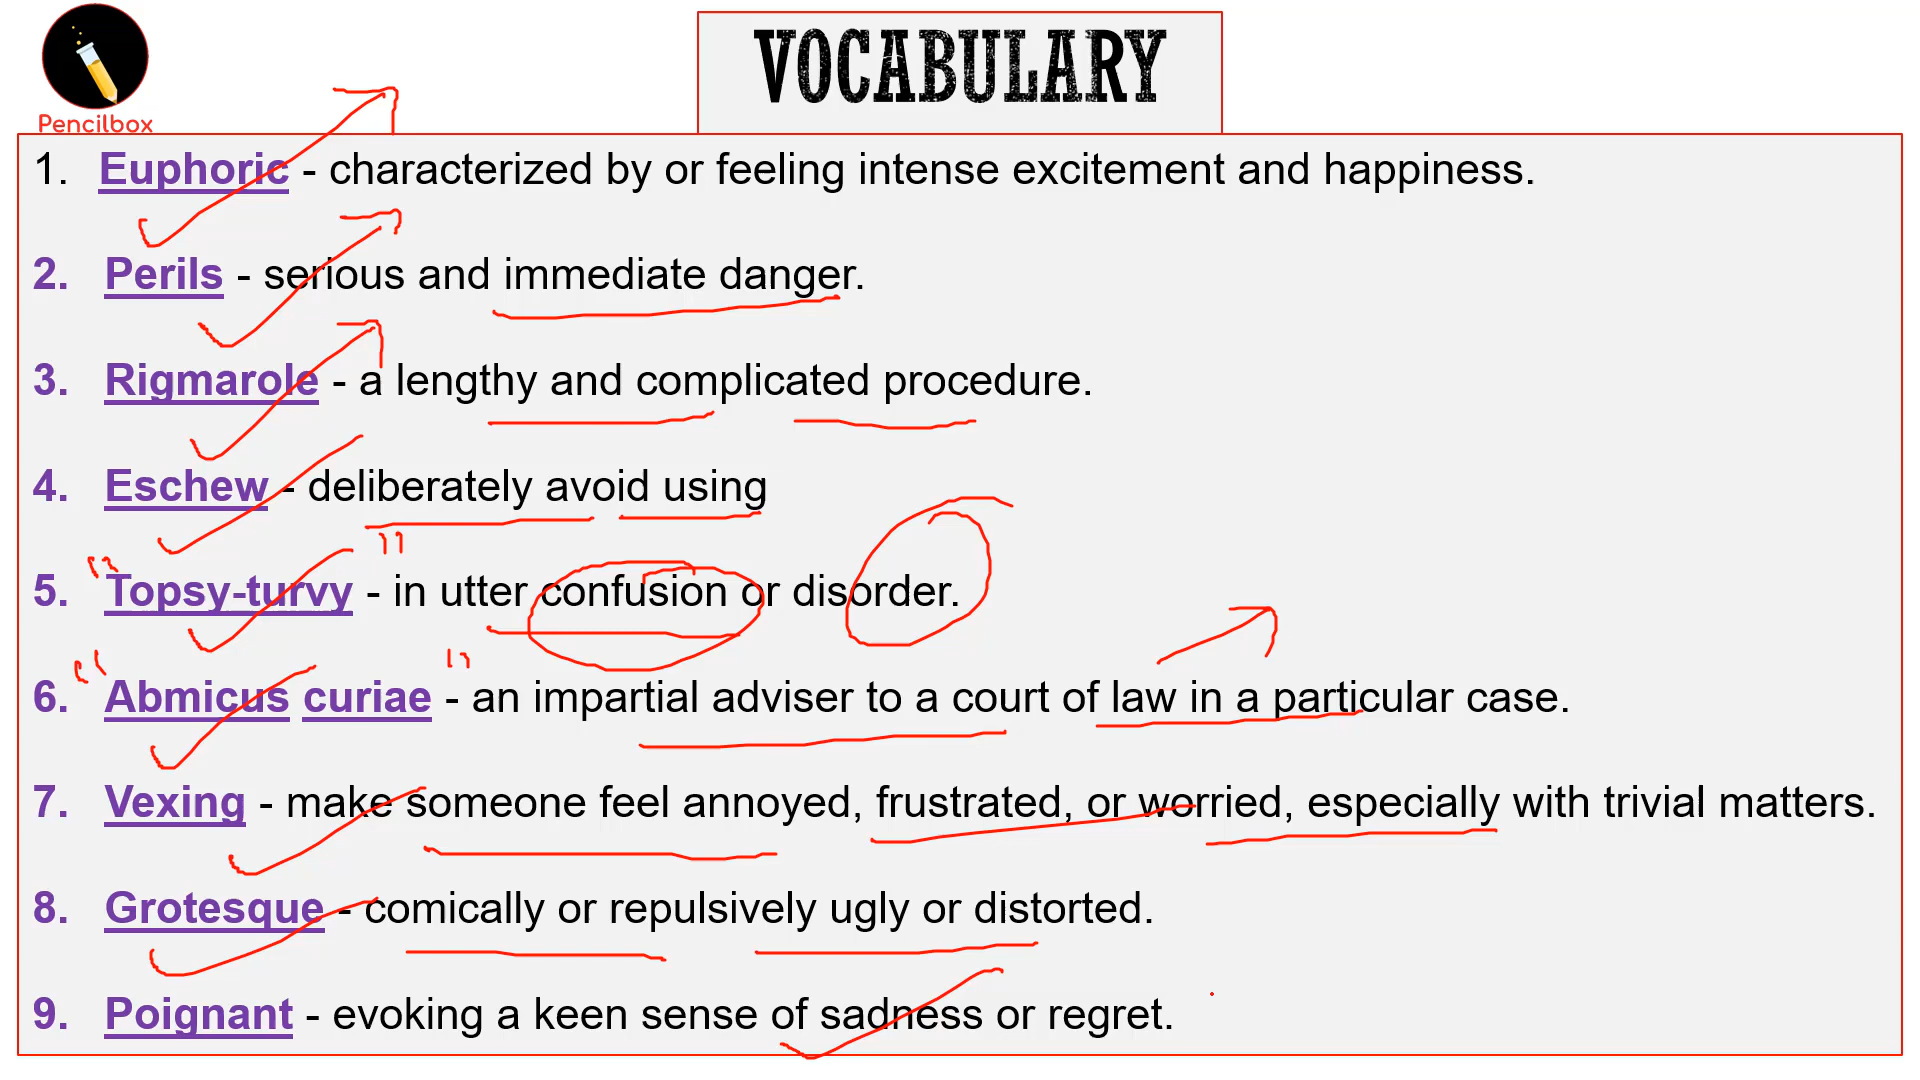 Pencilbox
VOCABULARY
1. Euphoric - characterized by or feeling intense excitement and happiness.
2. Perils - serious and immediate danger.
3. Rigmarole - a lengthy and complicated procedure.
4. Eschew - deliberately avoid using
5. Topsy-turvy - in utter confusion or disorder.
6. Abmicus curiae - an impartial adviser to a court of law in a particular case.
7. Vexing - make someone feel annoyed, frustrated, or worried, especially with trivial matters.
8. Grotesque - comically or repulsively ugly or distorted.
9. Poignant - evoking a keen sense of sadness or regret.